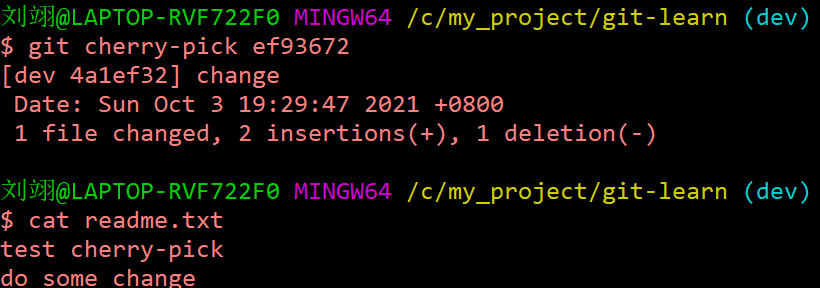 刘翊@LAPTOP-RVF722F0 MINGW64 /c/my_project/git-learn (dev)
$ git cherry-pick ef93672
[dev 4a1ef32] change
 Date: Sun Oct 3 19:29:47 2021 +0800
 1 file changed, 2 insertions(+), 1 deletion(-)

刘翊@LAPTOP-RVF722F0 MINGW64 /c/my_project/git-learn (dev)
$ cat readme.txt
test cherry-pick
do some change